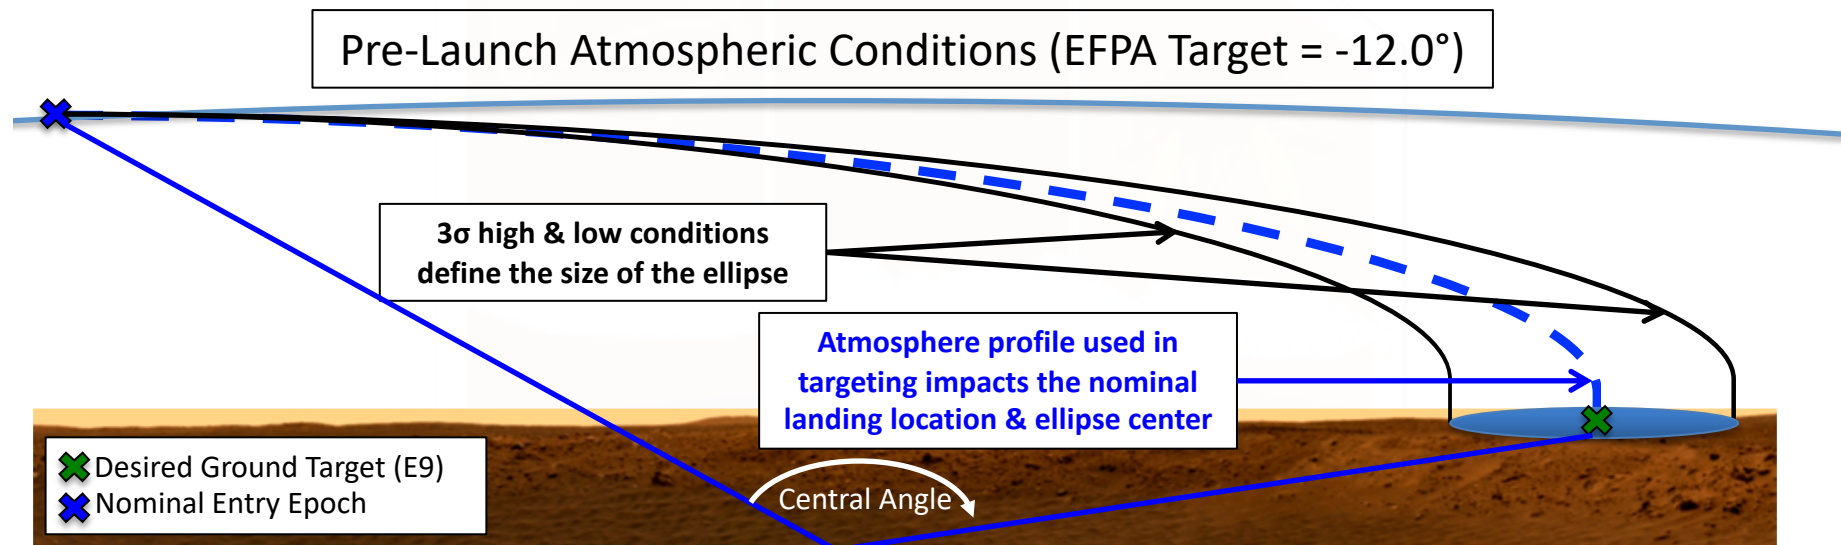 Pre-Launch Atmospheric Conditions (EFPA Target = -12.0°)
3σ high & low conditions
define the size of the ellipse
Atmosphere profile used in
targeting impacts the nominal
landing location & ellipse center
Desired Ground Target (E9)
Nominal Entry Epoch
Central Angle